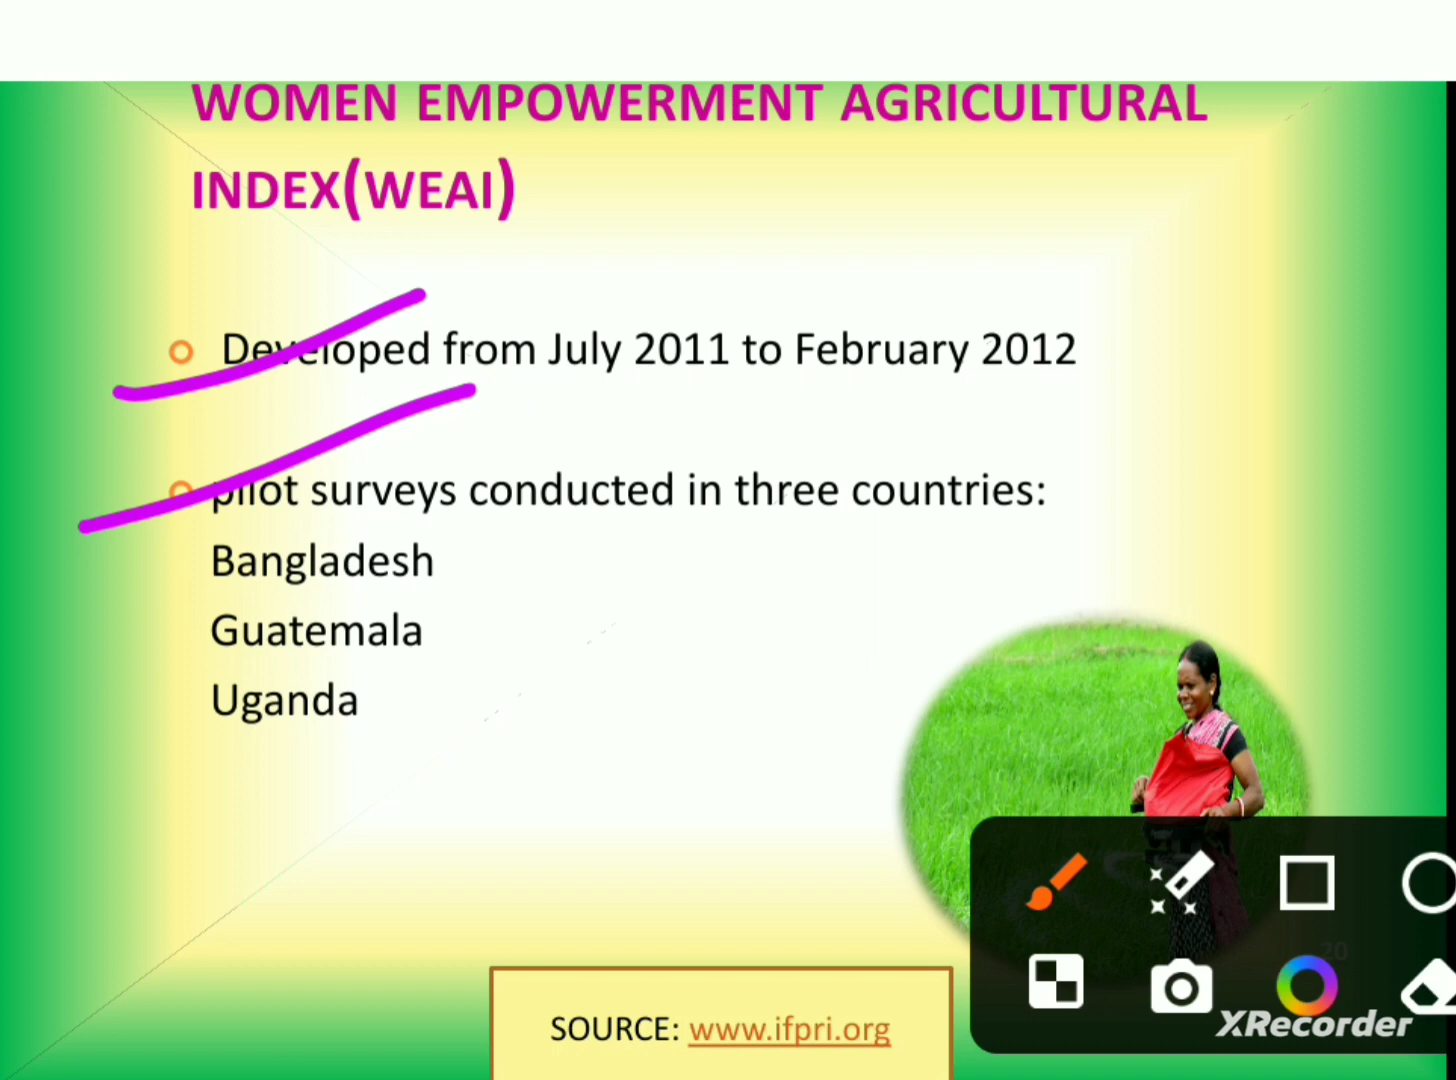 WOMEN EMPOWERMENT AGRICULTURAL
INDEX(WEAI)
Developed from July 2011 to February 2012
pilot surveys conducted in three countries:
Bangladesh
Guatemala
Uganda
20
SOURCE: www.ifpri.org
XRecorder